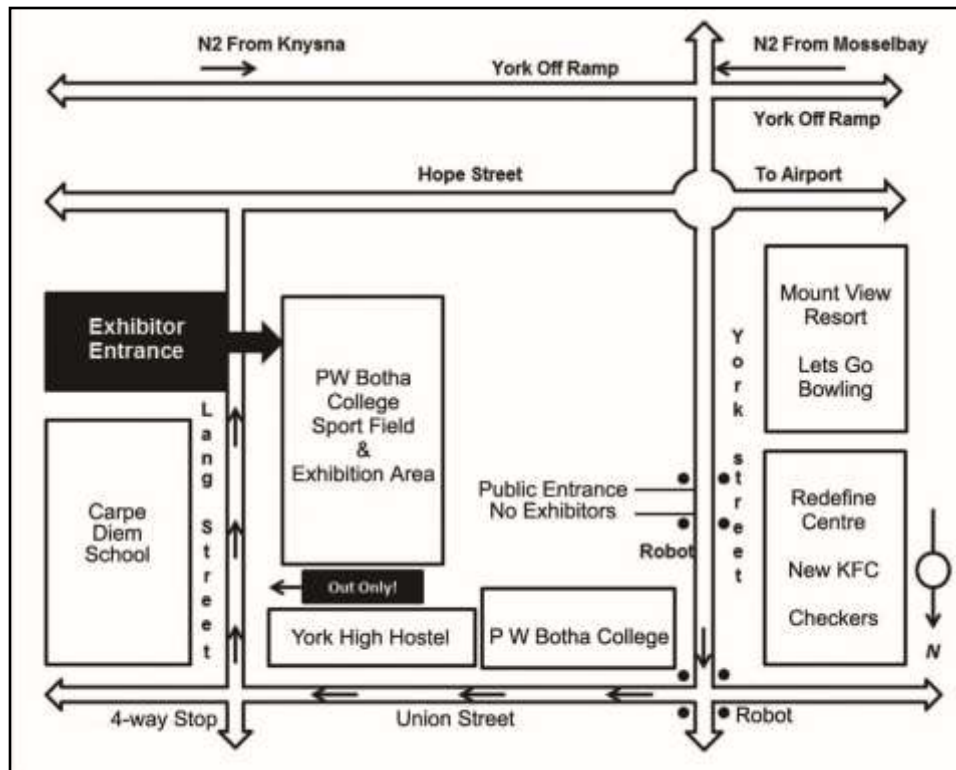 N2 From Knysna
N2 From Mosselbay
York Off Ramp
York Off Ramp
Hope Street
To Airport
Exhibitor
Entrance
PW Botha
College
Sport Field
&
Exhibition Area
Mount View
Resort
Lets Go
Bowling
York street
Lang Street
Carpe
Diem
School
Public Entrance
No Exhibitors
Robot
Redefine
Centre
New KFC
Checkers
N
Out Only!
York High Hostel
P W Botha College
4-way Stop
Union Street
Robot